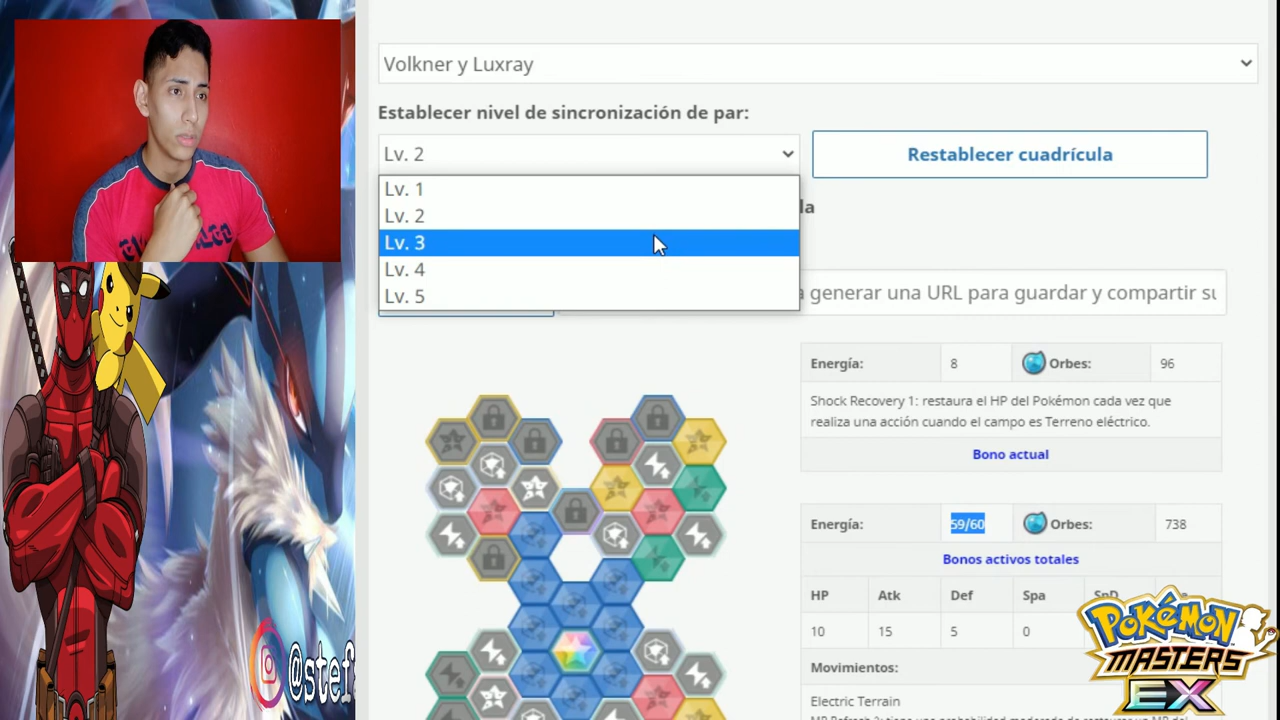 Volkner y Luxray
Establecer nivel de sincronización de par:
Lv. 2
Restablecer cuadrícula
Lv. 1
Lv. 2
Lv. 3
Lv. 4
Lv. 5
la
a generar una URL para guardar y compartir su
Energía: 8 Orbes: 96
Shock Recovery 1: restaura el HP del Pokémon cada vez que
realiza una acción cuando el campo es Terreno eléctrico.
Bono actual
Energía: 59/60 Orbes: 738
Bonos activos totales
HP Atk Def Spa SpD
10 15 5 0
Movimientos:
Electric Terrain
@stef
POKéMON
MASTERS
EX